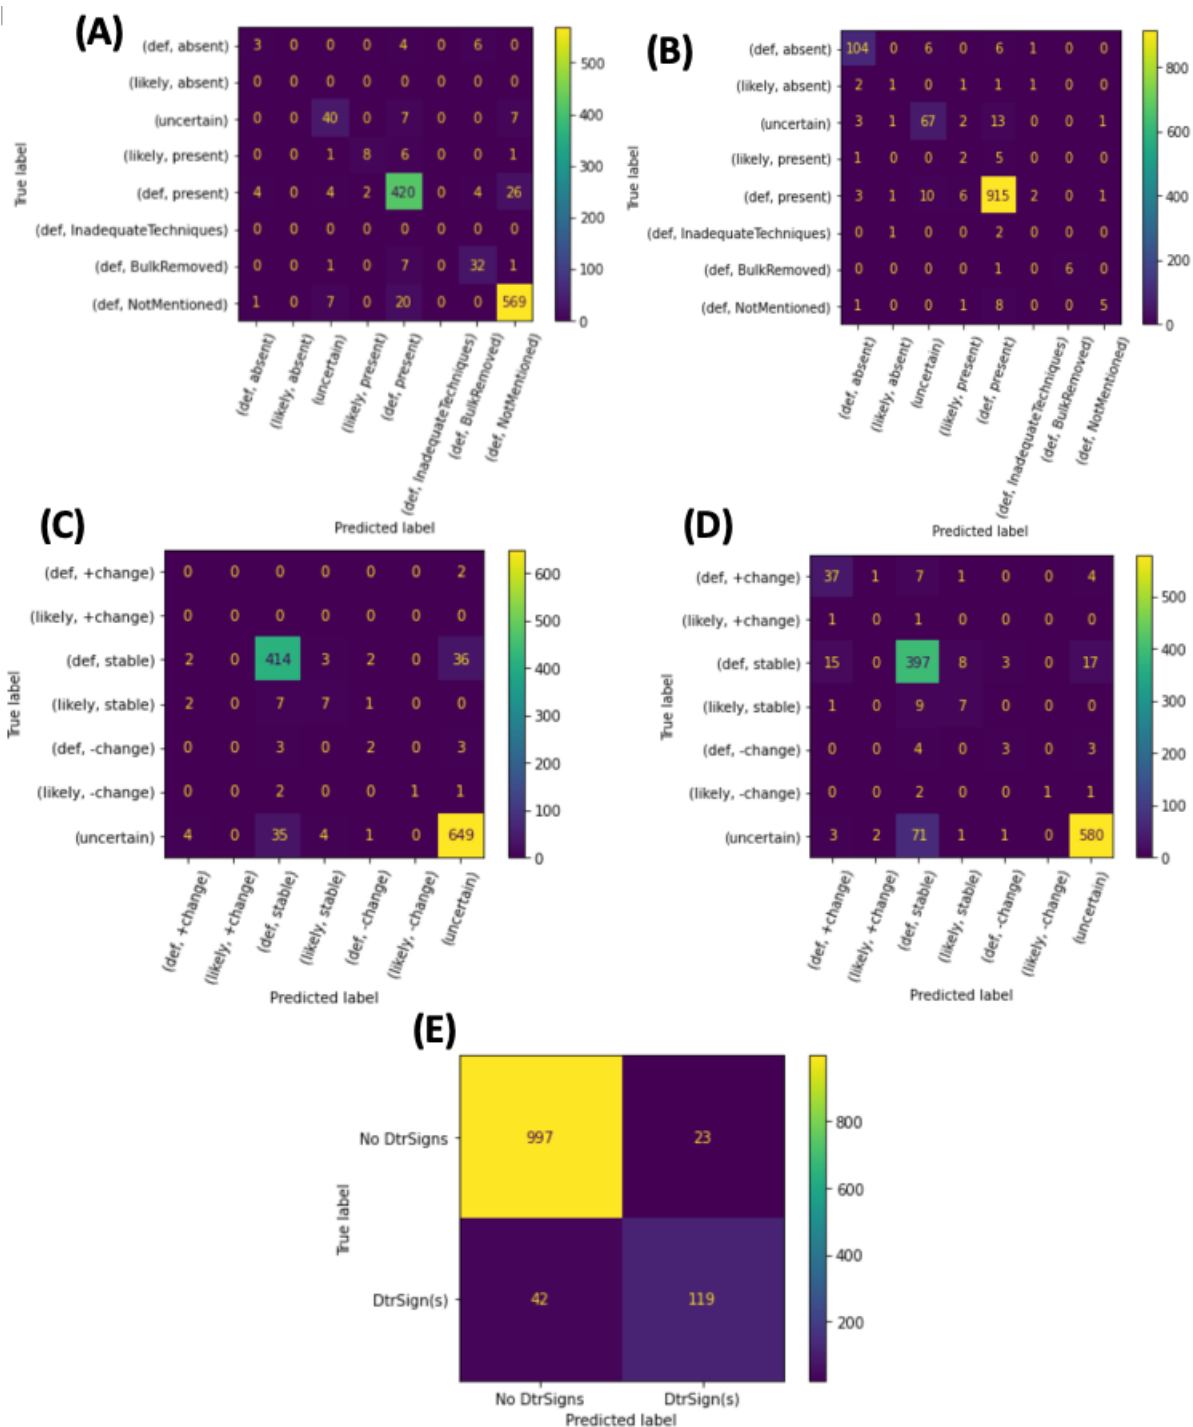 (A)
True label
(def, absent) 3 0 0 0 4 0 6 0
(likely, absent) 0 0 0 0 0 0 0 0
(uncertain) 0 0 40 0 7 0 0 7
(likely, present) 0 0 1 8 6 0 0 1
(def, present) 4 0 4 2 420 0 4 26
(def, InadequateTechniques) 0 0 0 0 0 0 0 0
(def, BulkRemoved) 0 0 1 0 7 0 32 1
(def, NotMentioned) 1 0 7 0 20 0 0 569
(def, absent)
(likely, absent)
(uncertain)
(likely, present)
(def, present)
(def, InadequateTechniques)
(def, BulkRemoved)
(def, NotMentioned)
Predicted label
500
400
300
200
100
0
(B)
True label
(def, absent) 104 0 6 0 6 1 0 0
(likely, absent) 2 1 0 1 1 1 0 0
(uncertain) 3 1 67 2 13 0 0 1
(likely, present) 1 0 0 2 5 0 0 0
(def, present) 3 1 10 6 915 2 0 1
(def, InadequateTechniques) 0 1 0 0 2 0 0 0
(def, BulkRemoved) 0 0 0 0 1 0 6 0
(def, NotMentioned) 1 0 0 1 8 0 0 5
(def, absent)
(likely, absent)
(uncertain)
(likely, present)
(def, present)
(def, InadequateTechniques)
(def, BulkRemoved)
(def, NotMentioned)
Predicted label
800
600
400
200
0
(C)
True label
(def, +change) 0 0 0 0 0 0 2
(likely, +change) 0 0 0 0 0 0 0
(def, stable) 2 0 414 3 2 0 36
(likely, stable) 2 0 7 7 1 0 0
(def, -change) 0 0 3 0 2 0 3
(likely, -change) 0 0 2 0 0 1 1
(uncertain) 4 0 35 4 1 0 649
(def, +change)
(likely, +change)
(def, stable)
(likely, stable)
(def, -change)
(likely, -change)
(uncertain)
Predicted label
600
500
400
300
200
100
0
(D)
True label
(def, +change) 37 1 7 1 0 0 4
(likely, +change) 1 0 1 0 0 0 0
(def, stable) 15 0 397 8 3 0 17
(likely, stable) 1 0 9 7 0 0 0
(def, -change) 0 0 4 0 3 0 3
(likely, -change) 0 0 2 0 0 1 1
(uncertain) 3 2 71 1 1 0 580
(def, +change)
(likely, +change)
(def, stable)
(likely, stable)
(def, -change)
(likely, -change)
(uncertain)
Predicted label
500
400
300
200
100
0
(E)
True label
No DtrSigns 997 23
DtrSign(s) 42 119
No DtrSigns DtrSign(s)
Predicted label
800
600
400
200